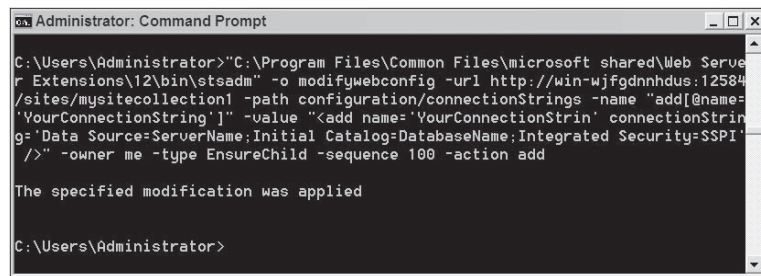 Administrator: Command Prompt
C:\Users\Administrator>"C:\Program Files\Common Files\microsoft shared\Web Serve
r Extensions\12\bin\stsadm" -o modifywebconfig -url http://win-wjfgdnnhdus:12584
/sites/mysitecollection1 -path configuration/connectionStrings -name "add[@name=
'YourConnectionString']" -value "<add name='YourConnectionStrin' connectionStrin
g='Data Source=ServerName;Initial Catalog=DatabaseName;Integrated Security=SSPI'
/>" -owner me -type EnsureChild -sequence 100 -action add
The specified modification was applied
C:\Users\Administrator>